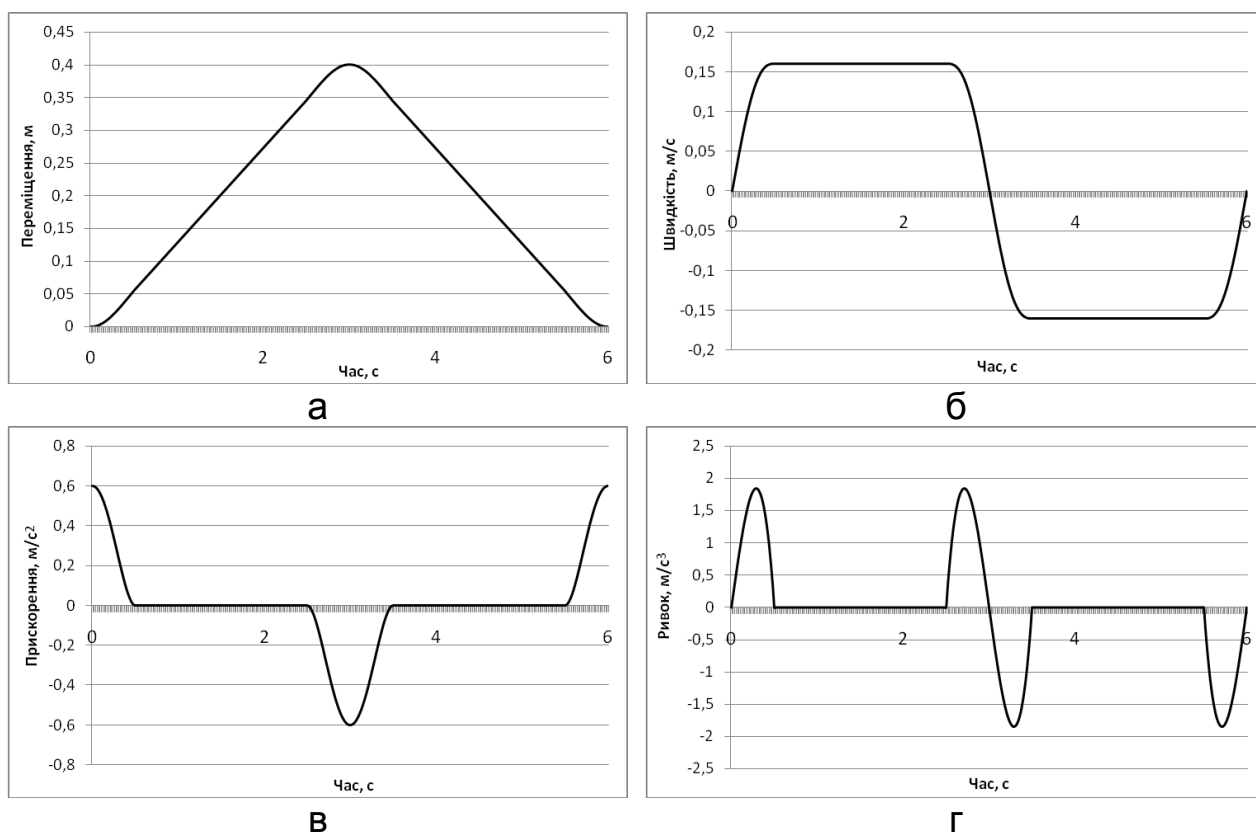 0,45
0,4
0,35
0,3
0,25
0,2
0,15
0,1
0,05
0
0 2 4 6
Переміщення, м
Час, с
а
0,2
0,15
0,1
0,05
0
-0,05
-0,1
-0,15
-0,2
0 2 4 6
Швидкість, м/с
Час, с
б
0,8
0,6
0,4
0,2
0
-0,2
-0,4
-0,6
-0,8
0 2 4 6
Прискорення, м/с²
Час, с
в
2,5
2
1,5
1
0,5
0
-0,5
-1
-1,5
-2
-2,5
0 2 4 6
Ривок, м/с³
Час, с
г